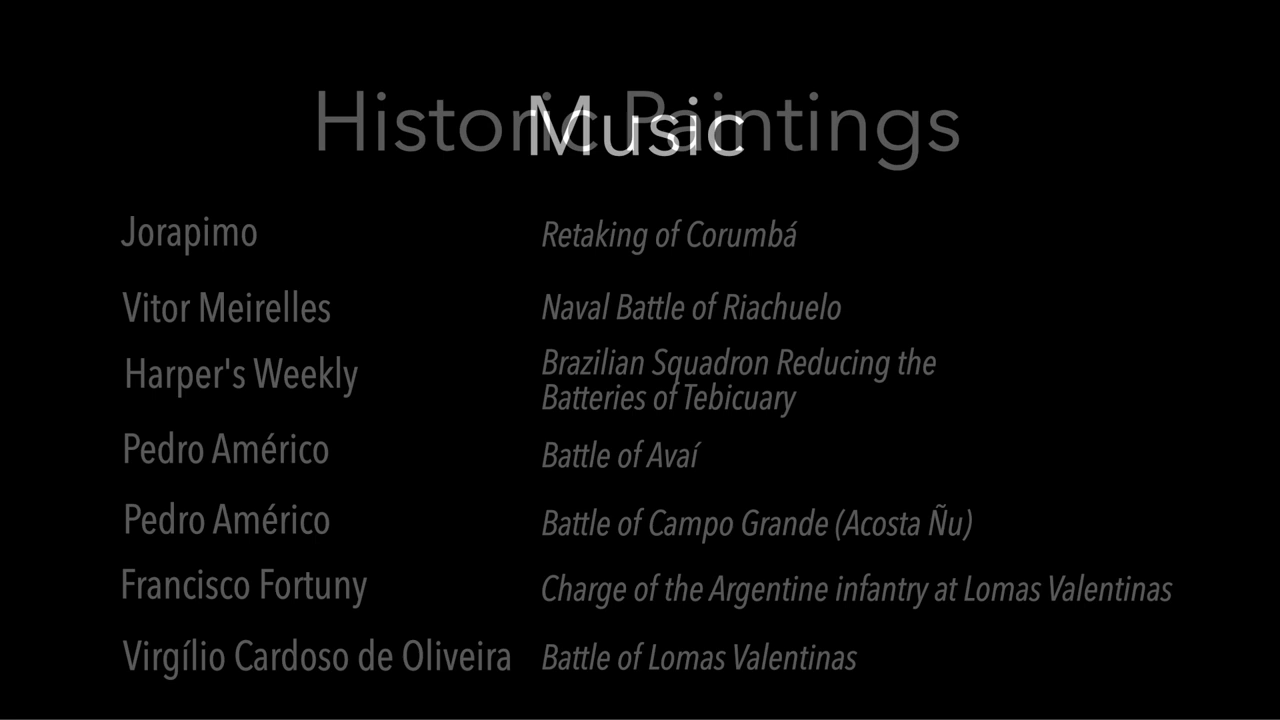 Historic Paintings
Music
Jorapimo Retaking of Corumbá
Vitor Meirelles Naval Battle of Riachuelo
Harper's Weekly Brazilian Squadron Reducing the
Batteries of Tebicuary
Pedro Américo Battle of Avaí
Pedro Américo Battle of Campo Grande (Acosta Ñu)
Francisco Fortuny Charge of the Argentine infantry at Lomas Valentinas
Virgílio Cardoso de Oliveira Battle of Lomas Valentinas